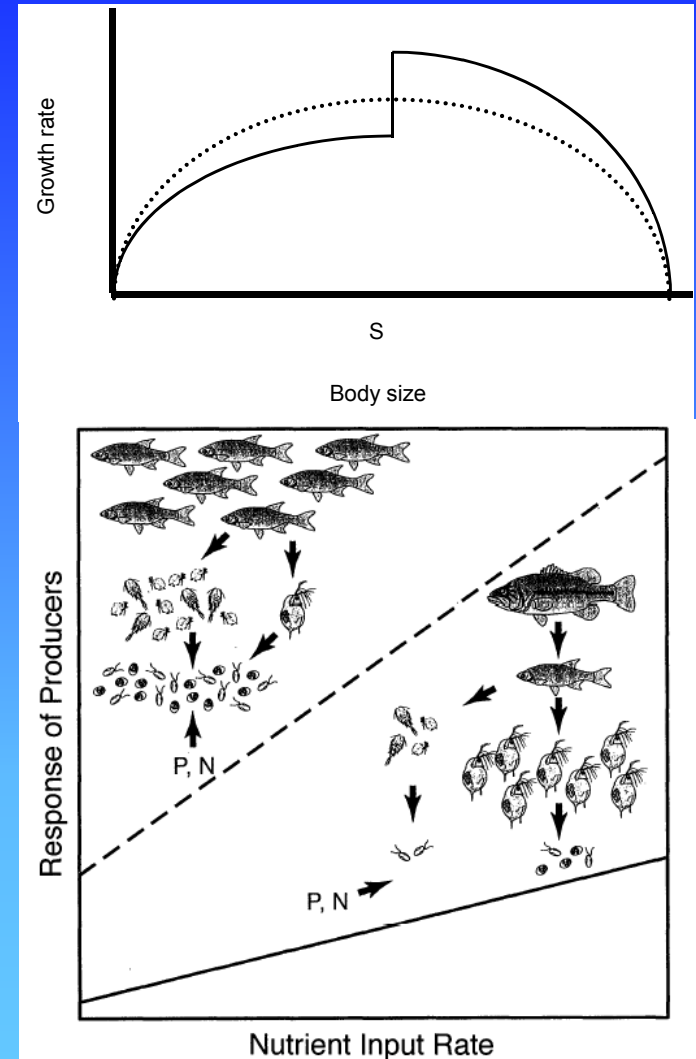 Growth rate
S
Body size
Response of Producers
P, N
P, N
Nutrient Input Rate